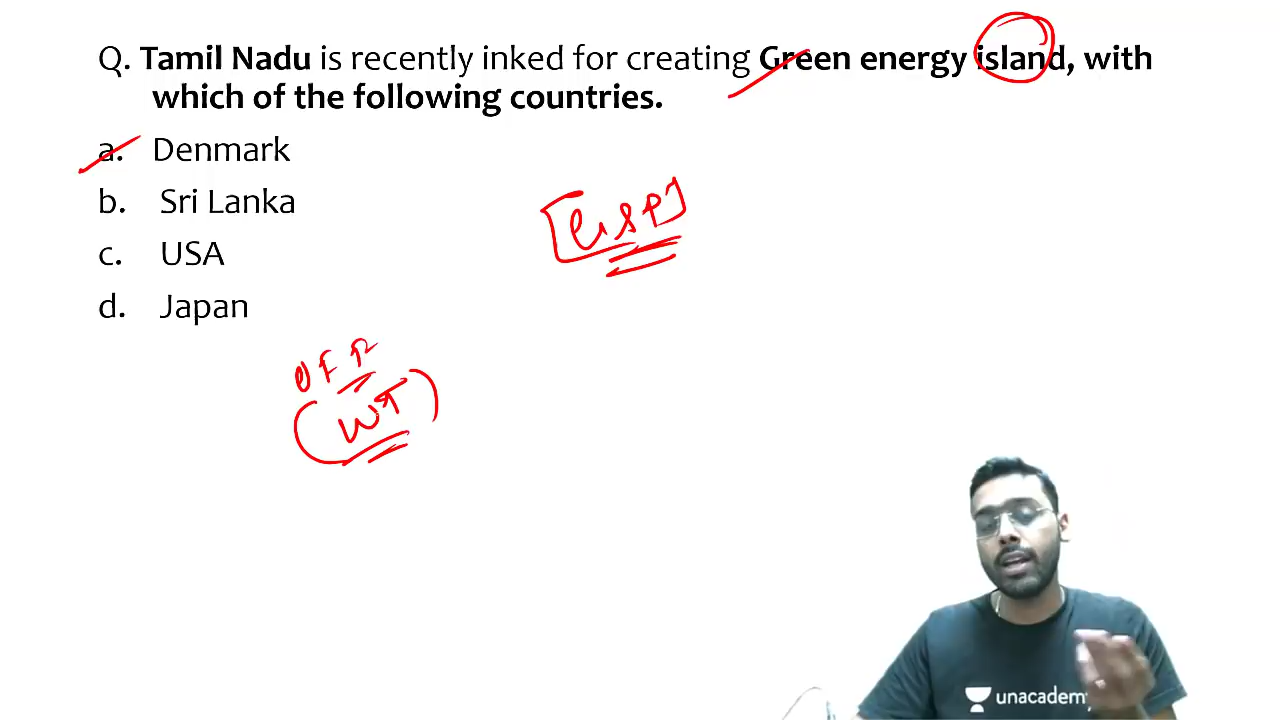 Q. Tamil Nadu is recently inked for creating Green energy island, with
which of the following countries.
a. Denmark
b. Sri Lanka
c. USA
d. Japan
WT
unacademy